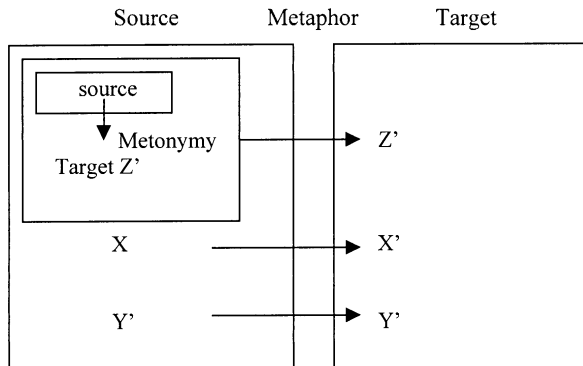 Source Metaphor Target
source
Metonymy
Target Z’ Z’
X X’
Y’ Y’